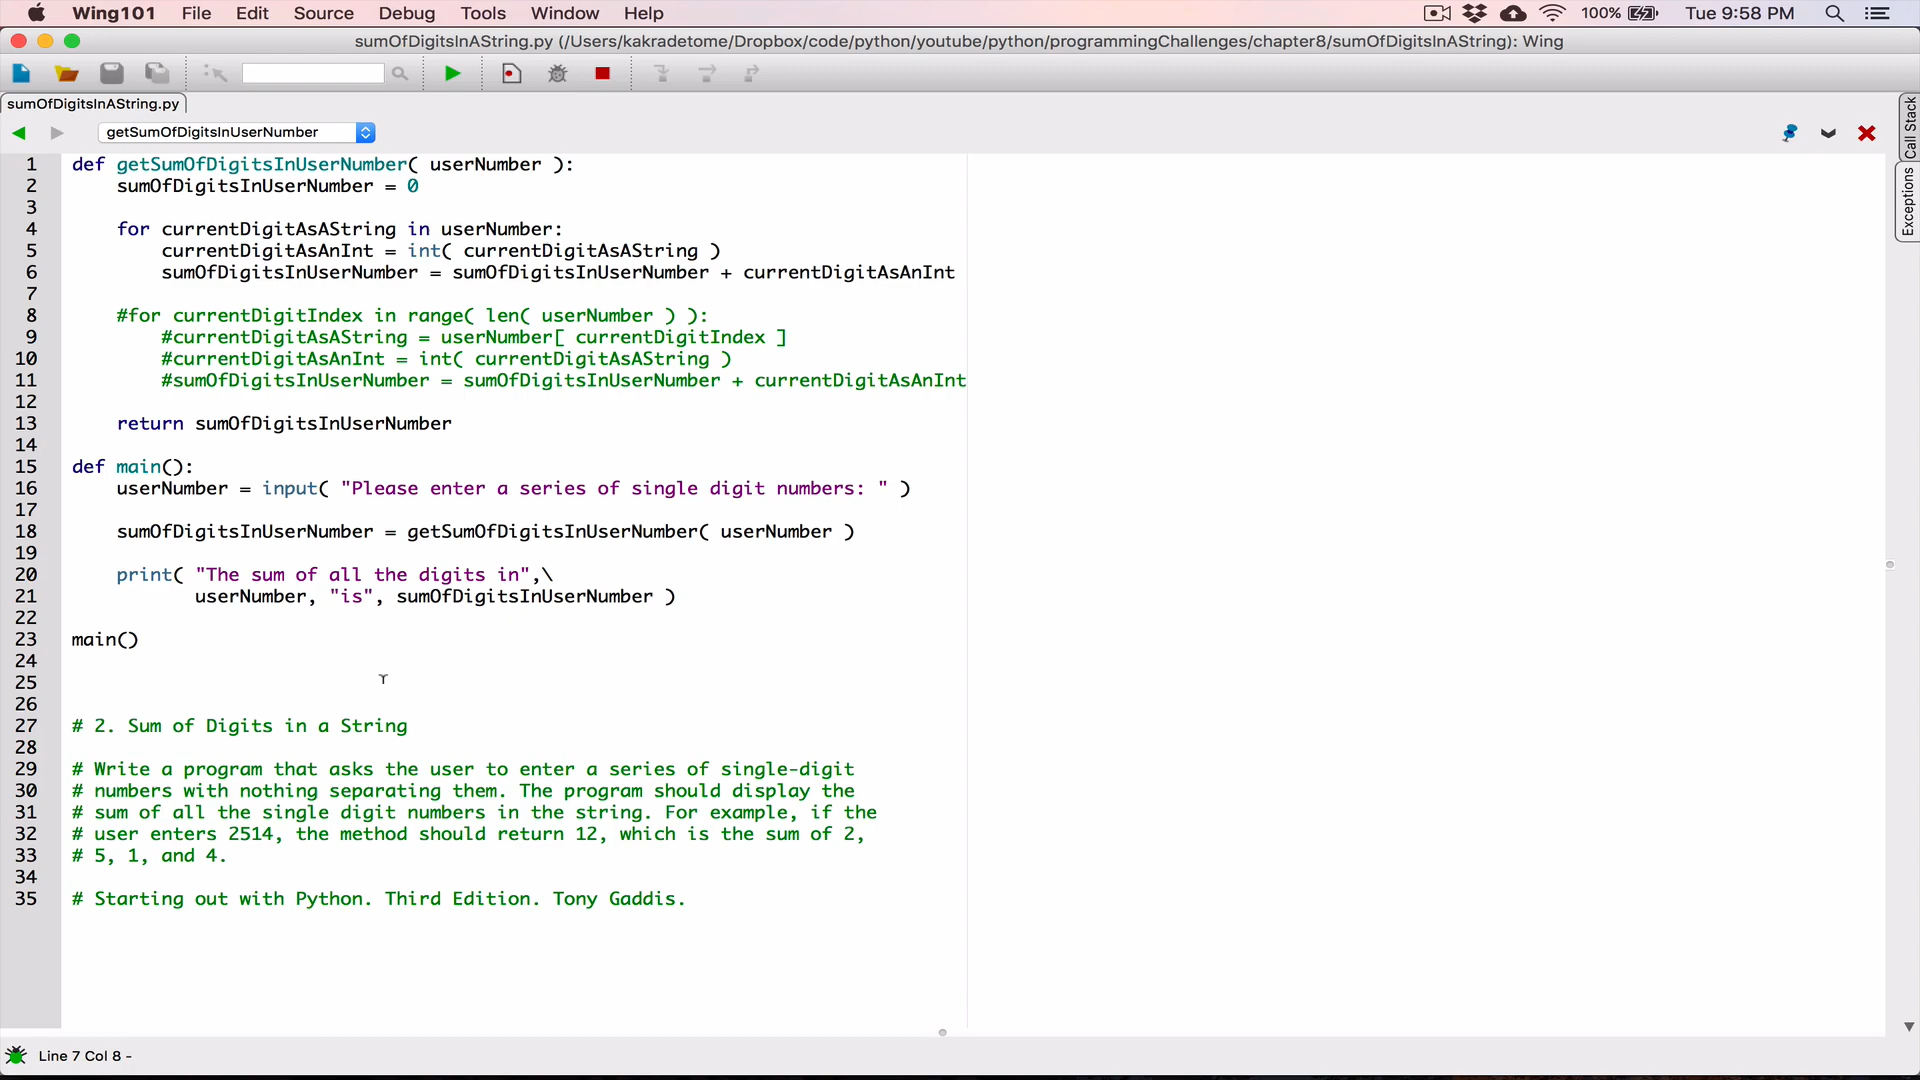 Wing101 File Edit Source Debug Tools Window Help 100% Tue 9:58 PM
sumOfDigitsInAString.py (/Users/kakradetome/Dropbox/code/python/youtube/python/programmingChallenges/chapter8/sumOfDigitsInAString): Wing
sumOfDigitsInAString.py
getSumOfDigitsInUserNumber
Call Stack
Exceptions
1 def getSumOfDigitsInUserNumber( userNumber ):
2 sumOfDigitsInUserNumber = 0
3
4 for currentDigitAsAString in userNumber:
5 currentDigitAsAnInt = int( currentDigitAsAString )
6 sumOfDigitsInUserNumber = sumOfDigitsInUserNumber + currentDigitAsAnInt
7
8 #for currentDigitIndex in range( len( userNumber ) ):
9 #currentDigitAsAString = userNumber[ currentDigitIndex ]
10 #currentDigitAsAnInt = int( currentDigitAsAString )
11 #sumOfDigitsInUserNumber = sumOfDigitsInUserNumber + currentDigitAsAnInt
12
13 return sumOfDigitsInUserNumber
14
15 def main():
16 userNumber = input( "Please enter a series of single digit numbers: " )
17
18 sumOfDigitsInUserNumber = getSumOfDigitsInUserNumber( userNumber )
19
20 print( "The sum of all the digits in",\
21 userNumber, "is", sumOfDigitsInUserNumber )
22
23 main()
24
25
26
27 # 2. Sum of Digits in a String
28
29 # Write a program that asks the user to enter a series of single-digit
30 # numbers with nothing separating them. The program should display the
31 # sum of all the single digit numbers in the string. For example, if the
32 # user enters 2514, the method should return 12, which is the sum of 2,
33 # 5, 1, and 4.
34
35 # Starting out with Python. Third Edition. Tony Gaddis.
Line 7 Col 8 -